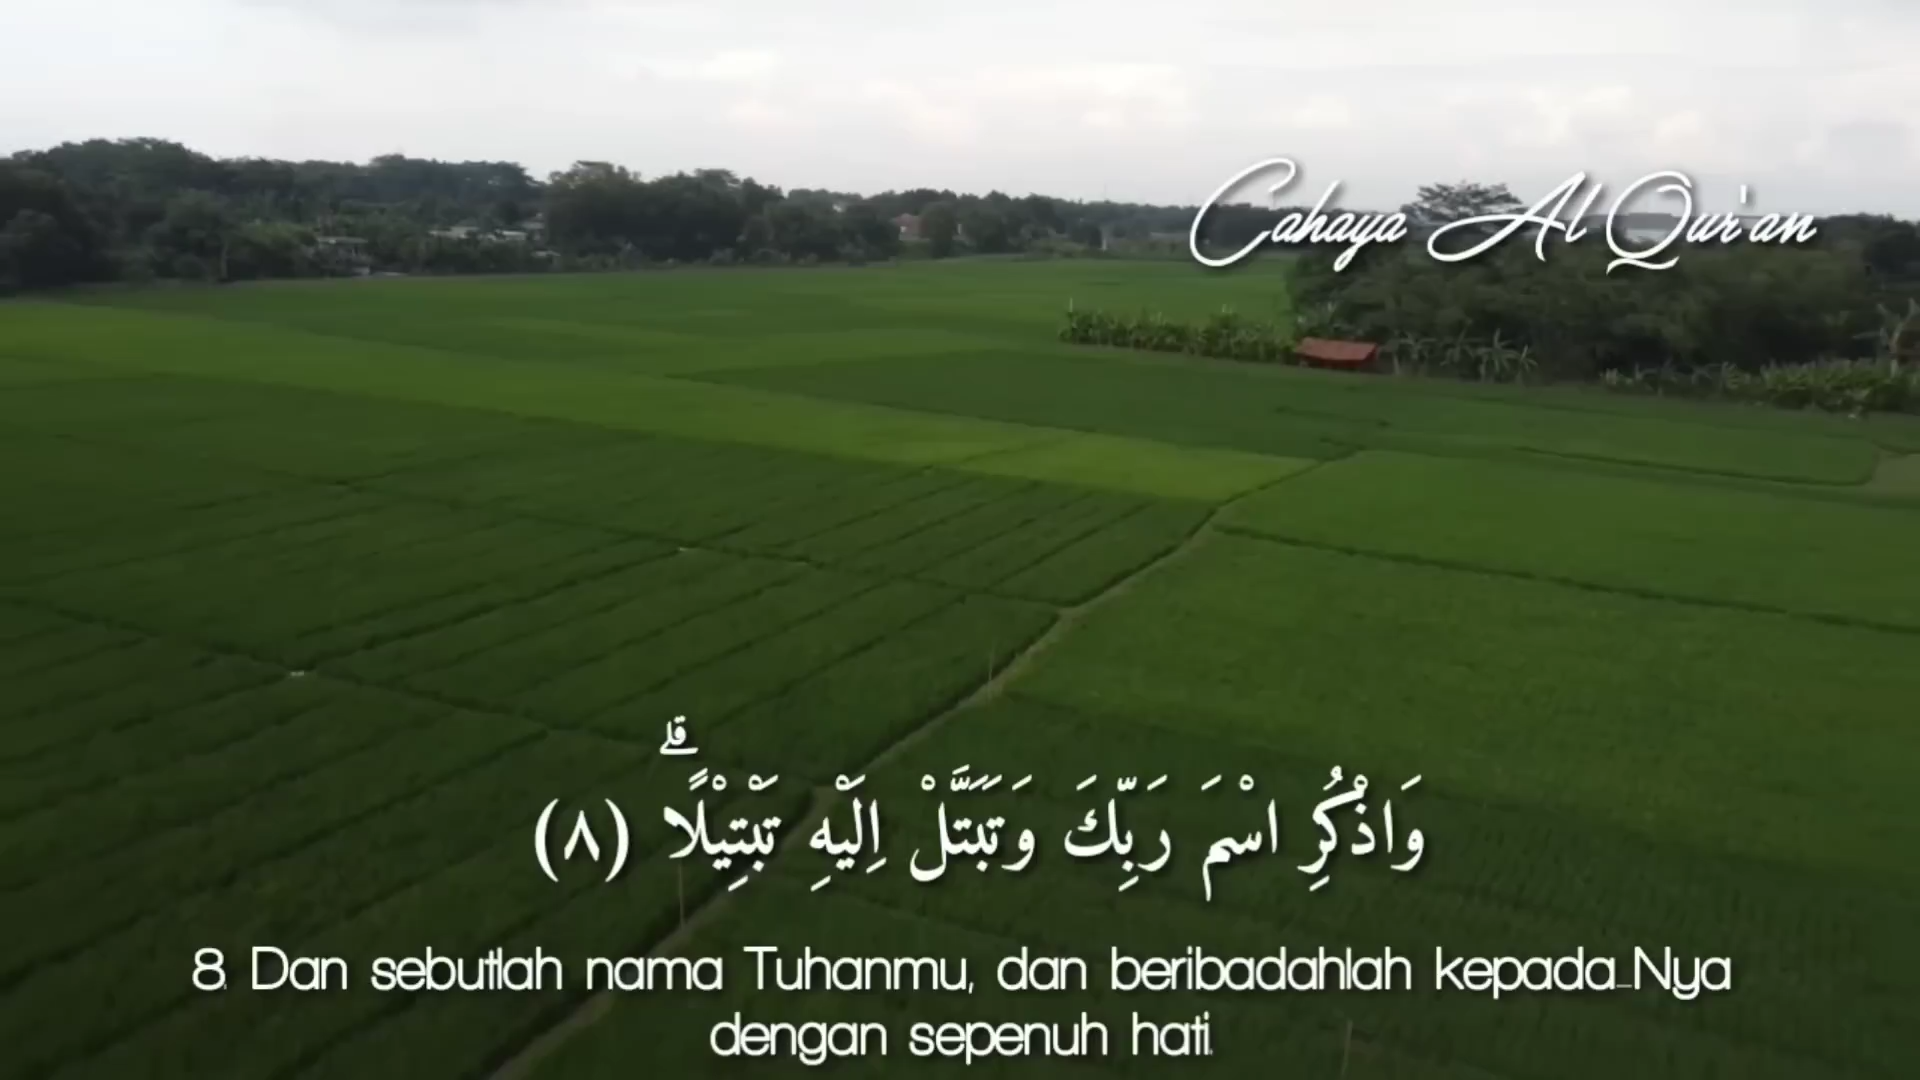 Cahaya Al Qur'an
وَاذْكُرِ اسْمَ رَبِّكَ وَتَبَتَّلْ اِلَيْهِ تَبْتِيْلًاۗ (٨)
8. Dan sebutlah nama Tuhanmu, dan beribadahlah kepada-Nya
dengan sepenuh hati.